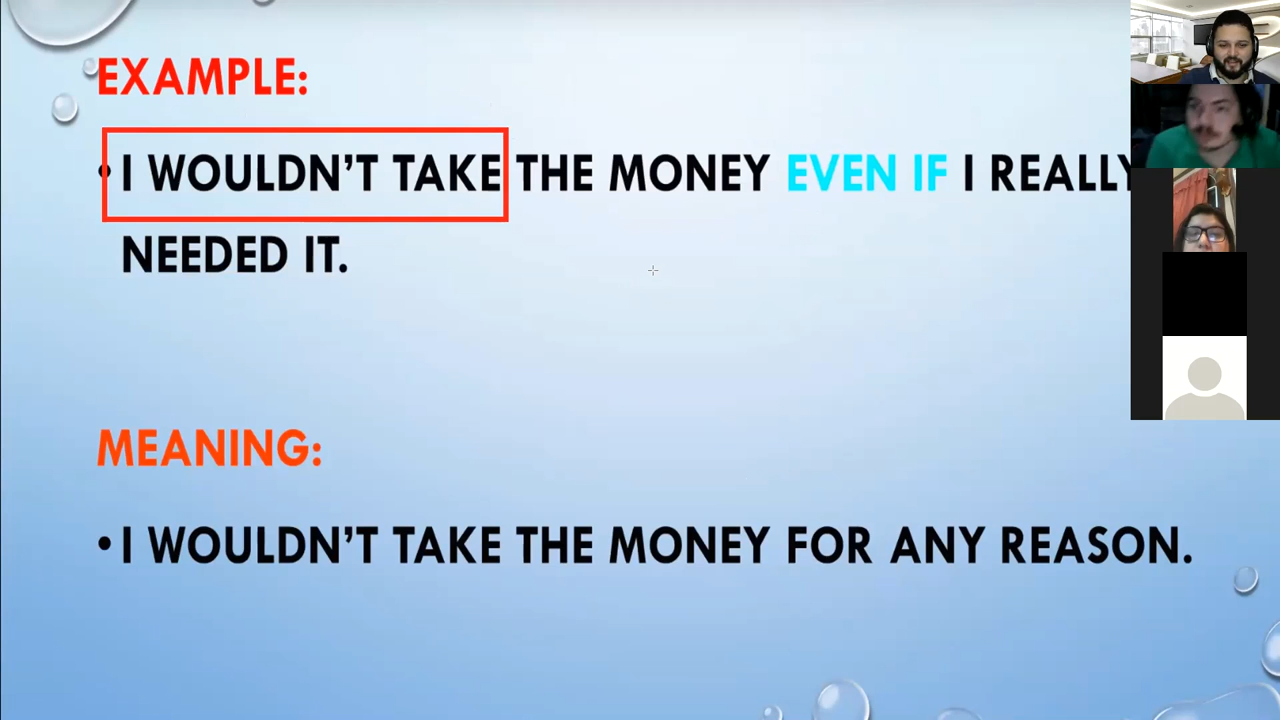 EXAMPLE:
• I WOULDN'T TAKE THE MONEY EVEN IF I REALLY
NEEDED IT.
MEANING:
• I WOULDN'T TAKE THE MONEY FOR ANY REASON.